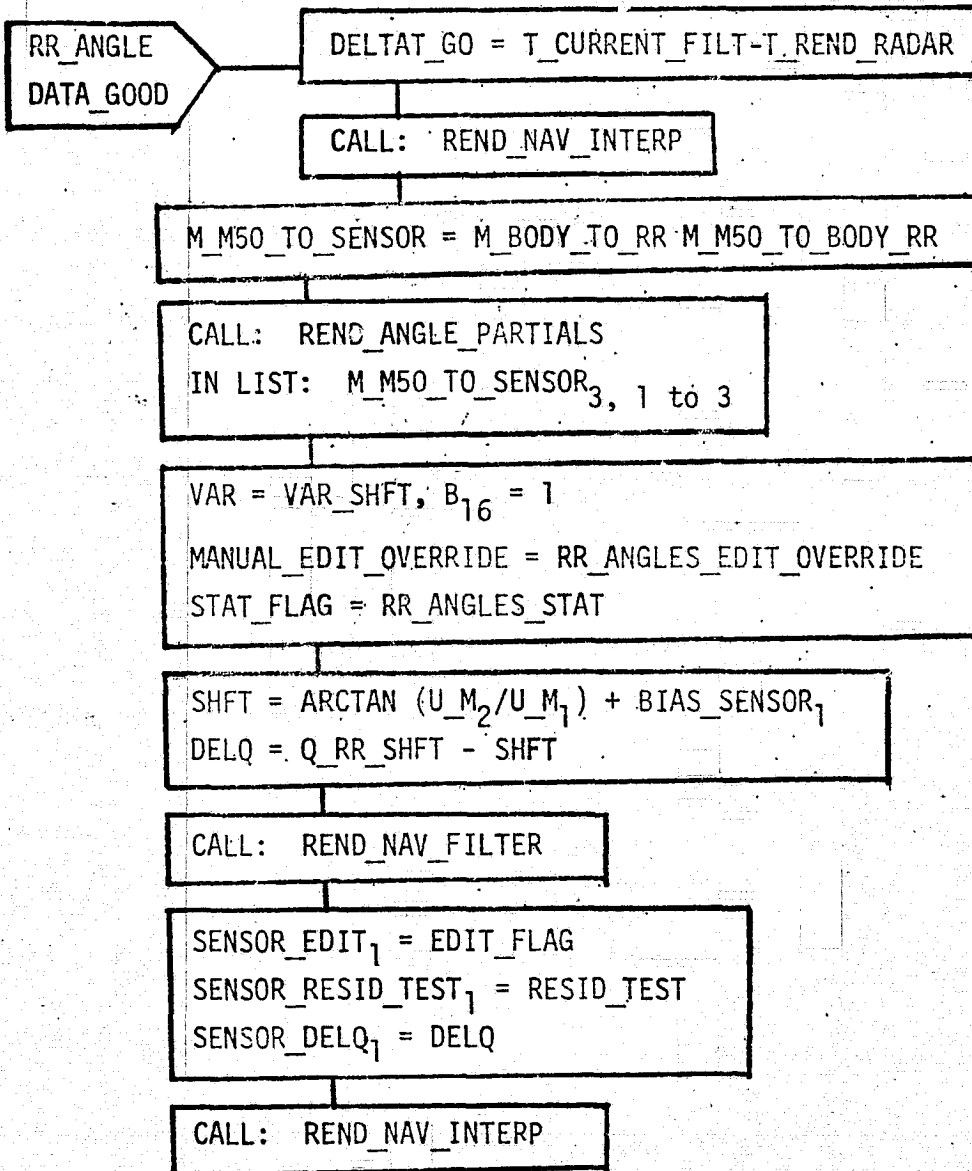 RR_ANGLE
DATA_GOOD
DELTAT_GO = T_CURRENT_FILT-T_REND_RADAR
CALL: REND_NAV_INTERP
M_M50_TO_SENSOR = M_BODY_TO_RR M_M50_TO_BODY_RR
CALL: REND_ANGLE_PARTIALS
IN LIST: M_M50_TO_SENSOR3, 1 to 3
VAR = VAR_SHFT, B16 = 1
MANUAL_EDIT_OVERRIDE = RR_ANGLES_EDIT_OVERRIDE
STAT_FLAG = RR_ANGLES_STAT
SHFT = ARCTAN (U_M2/U_M1) + BIAS_SENSOR1
DELQ = Q_RR_SHFT - SHFT
CALL: REND_NAV_FILTER
SENSOR_EDIT1 = EDIT_FLAG
SENSOR_RESID_TEST1 = RESID_TEST
SENSOR_DELQ1 = DELQ
CALL: REND_NAV_INTERP